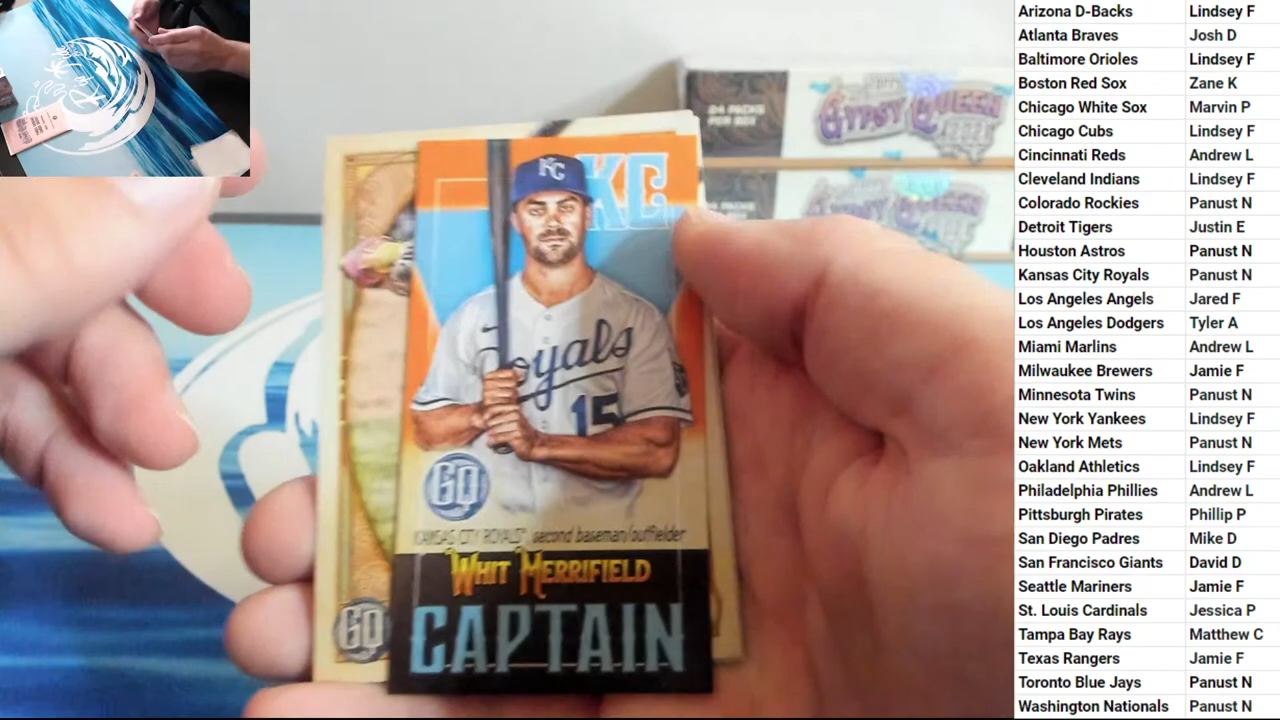 24 PACKS
PER BOX
GYPSY QUEEN
GYPSY QUEEN
KC
KC
Royals
15
GQ
KANSAS CITY ROYALS® second baseman/outfielder
WHIT MERRIFIELD
CAPTAIN
GQ
Arizona D-Backs Lindsey F
Atlanta Braves Josh D
Baltimore Orioles Lindsey F
Boston Red Sox Zane K
Chicago White Sox Marvin P
Chicago Cubs Lindsey F
Cincinnati Reds Andrew L
Cleveland Indians Lindsey F
Colorado Rockies Panust N
Detroit Tigers Justin E
Houston Astros Panust N
Kansas City Royals Panust N
Los Angeles Angels Jared F
Los Angeles Dodgers Tyler A
Miami Marlins Andrew L
Milwaukee Brewers Jamie F
Minnesota Twins Panust N
New York Yankees Lindsey F
New York Mets Panust N
Oakland Athletics Lindsey F
Philadelphia Phillies Andrew L
Pittsburgh Pirates Phillip P
San Diego Padres Mike D
San Francisco Giants David D
Seattle Mariners Jamie F
St. Louis Cardinals Jessica P
Tampa Bay Rays Matthew C
Texas Rangers Jamie F
Toronto Blue Jays Panust N
Washington Nationals Panust N